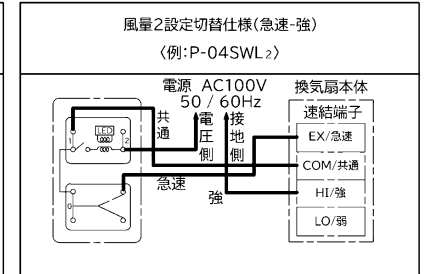 風量2設定切替仕様(急速-強)
〈例:P-04SWL2〉
電源 AC100V
50 / 60Hz
換気扇本体
速結端子
共通
電圧側
接地側
LED
1
2
EX/急速
COM/共通
急速
強
HI/強
0
LO/弱